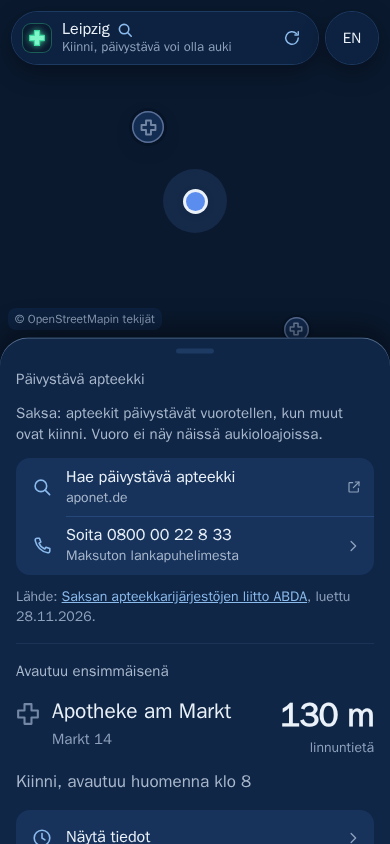 Leipzig
Kiinni, päivystävä voi olla auki
EN
© OpenStreetMapin tekijät
Päivystävä apteekki
Saksa: apteekit päivystävät vuorotellen, kun muut
ovat kiinni. Vuoro ei näy näissä aukioloajoissa.
Hae päivystävä apteekki
aponet.de
Soita 0800 00 22 8 33
Maksuton lankapuhelimesta
Lähde: Saksan apteekkarijärjestöjen liitto ABDA, luettu
28.11.2026.
Avautuu ensimmäisenä
Apotheke am Markt
130 m
Markt 14
linnuntietä
Kiinni, avautuu huomenna klo 8
Näytä tiedot